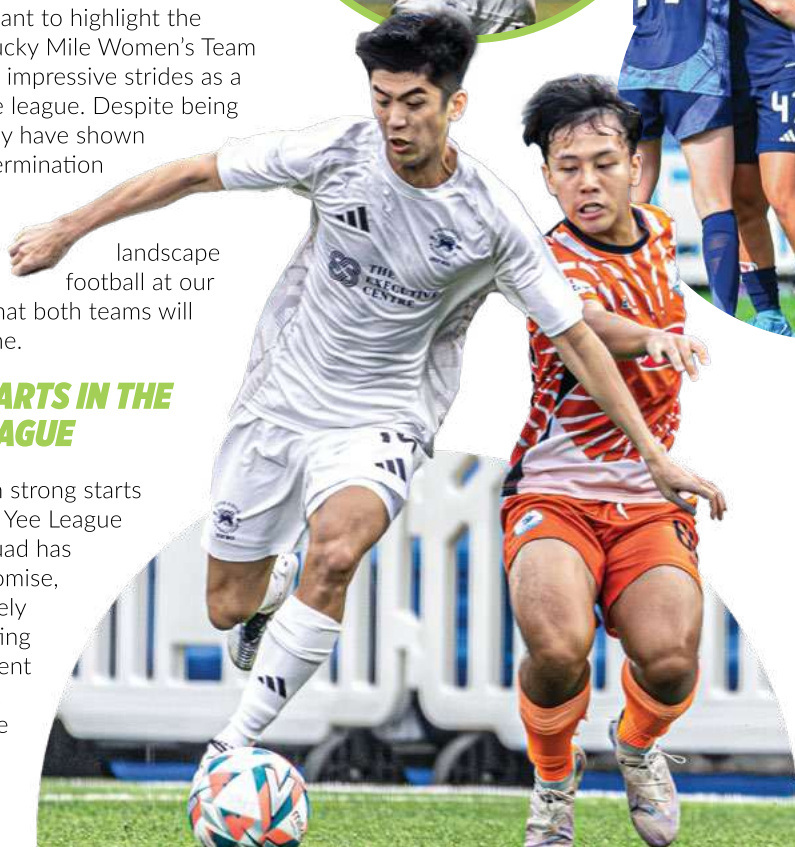 ant to highlight the
ucky Mile Women's Team
impressive strides as a
e league. Despite being
y have shown
ermination
landscape
football at our
hat both teams will
ne.
ARTS IN THE
AGUE
n strong starts
Yee League
uad has
omise,
ely
ing
ent
e
THE
EXECUTIVE
CENTRE
41